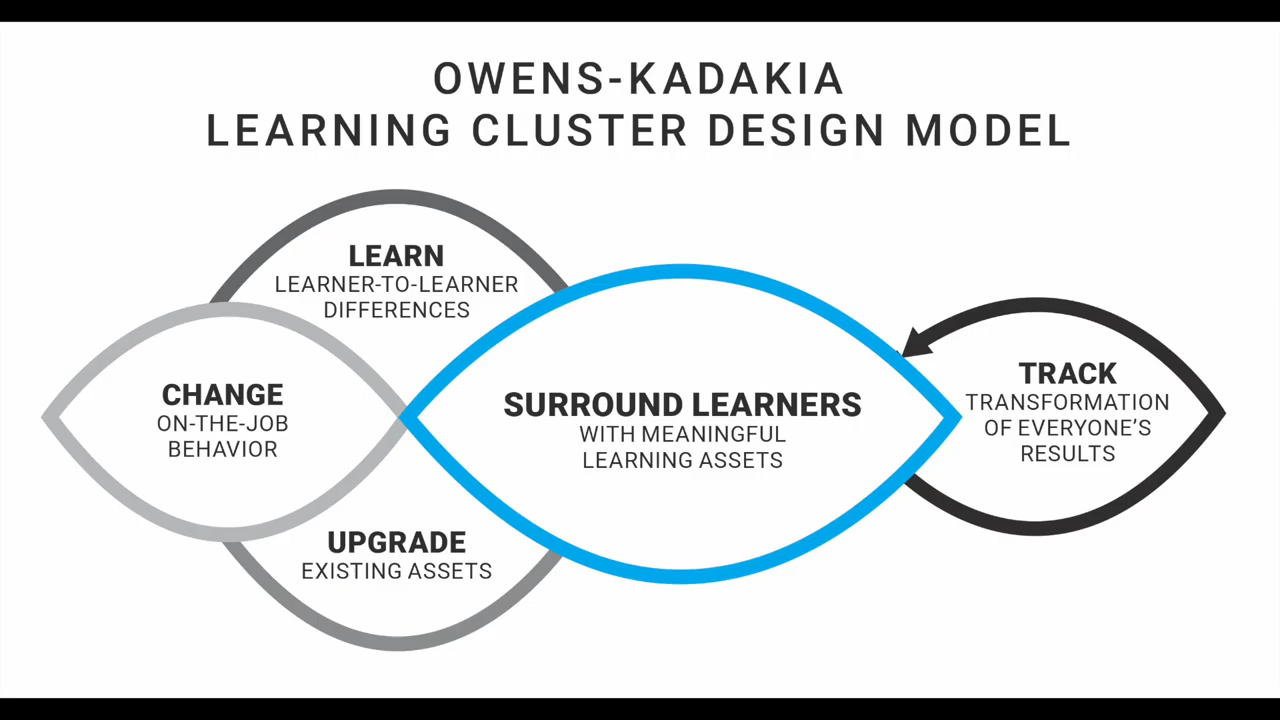 OWENS-KADAKIA
LEARNING CLUSTER DESIGN MODEL
LEARN
LEARNER-TO-LEARNER
DIFFERENCES
CHANGE
ON-THE-JOB
BEHAVIOR
SURROUND LEARNERS
WITH MEANINGFUL
LEARNING ASSETS
TRACK
TRANSFORMATION
OF EVERYONE’S
RESULTS
UPGRADE
EXISTING ASSETS